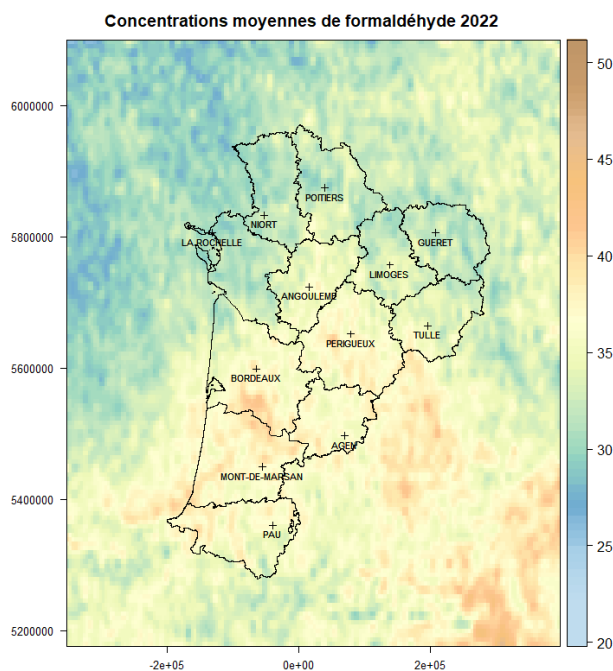 Concentrations moyennes de formaldéhyde 2022
6000000
5800000
5600000
5400000
5200000
POITIERS
NIORT
LA ROCHELLE
GUERET
LIMOGES
ANGOULEME
TULLE
PERIGUEUX
BORDEAUX
AGEN
MONT-DE-MARSAN
PAU
-2e+05
0e+00
2e+05
50
45
40
35
30
25
20